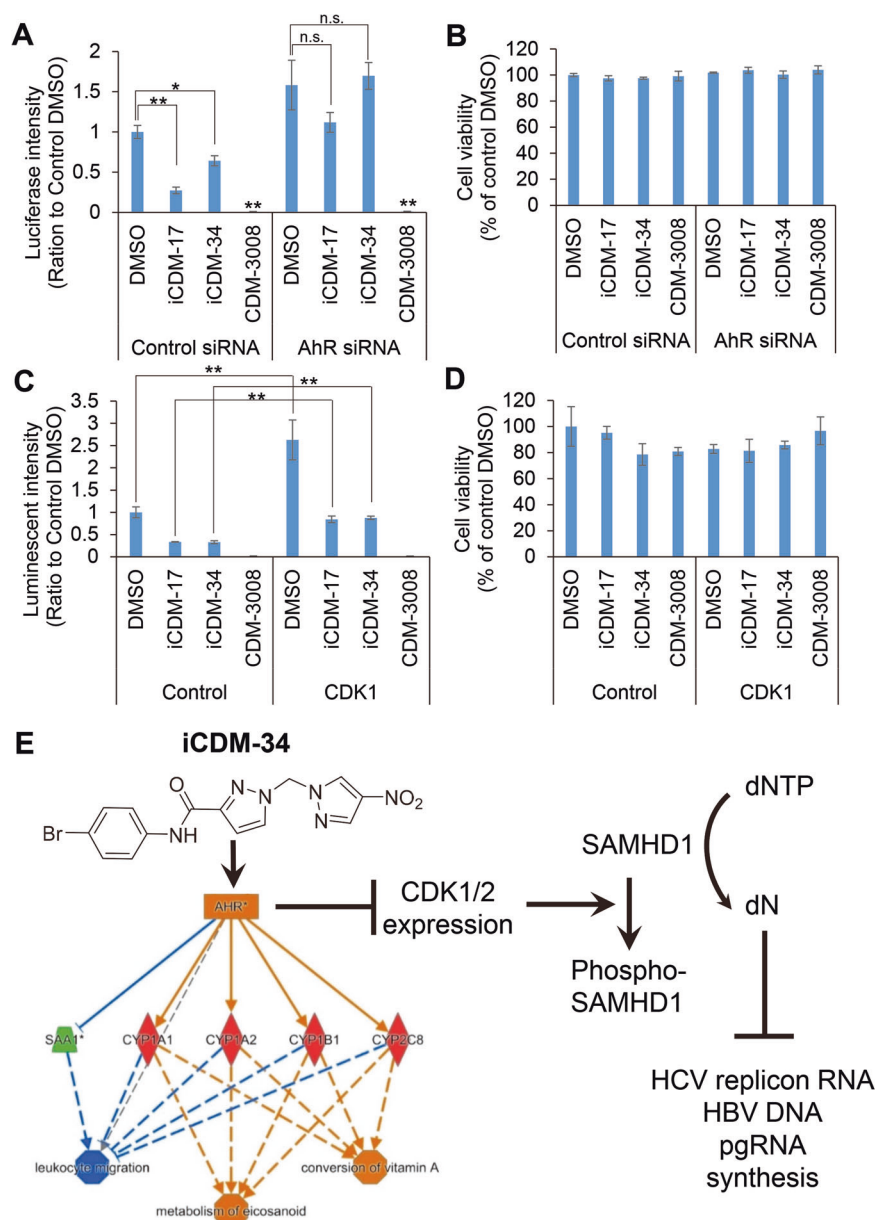 A
Luciferase intensity
(Ration to Control DMSO)
2
1.5
1
0.5
0
n.s.
n.s.
*
**
**
**
DMSO
iCDM-17
iCDM-34
CDM-3008
DMSO
iCDM-17
iCDM-34
CDM-3008
Control siRNA
AhR siRNA
B
Cell viability
(% of control DMSO)
120
100
80
60
40
20
0
DMSO
iCDM-17
iCDM-34
CDM-3008
DMSO
iCDM-17
iCDM-34
CDM-3008
Control siRNA
AhR siRNA
C
Luminescent intensity
(Ratio to Control DMSO)
3.5
3
2.5
2
1.5
1
0.5
0
**
**
**
DMSO
iCDM-17
iCDM-34
CDM-3008
DMSO
iCDM-17
iCDM-34
CDM-3008
Control
CDK1
D
Cell viability
(% of control DMSO)
120
100
80
60
40
20
0
DMSO
iCDM-17
iCDM-34
CDM-3008
DMSO
iCDM-17
iCDM-34
CDM-3008
Control
CDK1
E
iCDM-34
Br
NH
O
N
N
N
N
NO2
AHR*
CDK1/2
expression
SAMHD1
Phospho-
SAMHD1
dNTP
dN
HCV replicon RNA
HBV DNA
pgRNA
synthesis
SAA1*
CYP1A1
CYP1A2
CYP1B1
CYP2C8
leukocyte migration
metabolism of eicosanoid
conversion of vitamin A